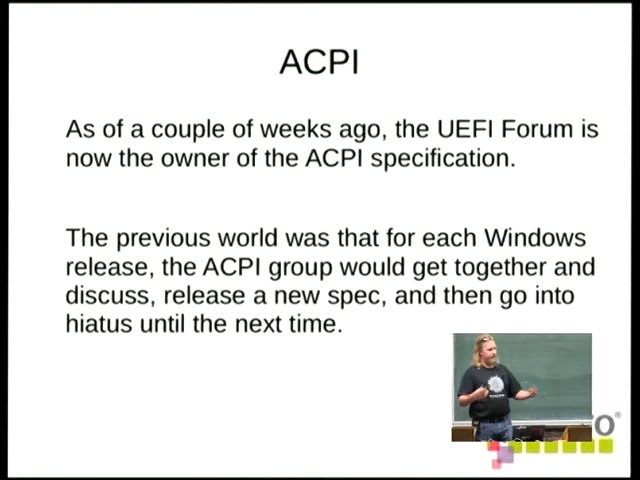 ACPI
As of a couple of weeks ago, the UEFI Forum is
now the owner of the ACPI specification.
The previous world was that for each Windows
release, the ACPI group would get together and
discuss, release a new spec, and then go into
hiatus until the next time.